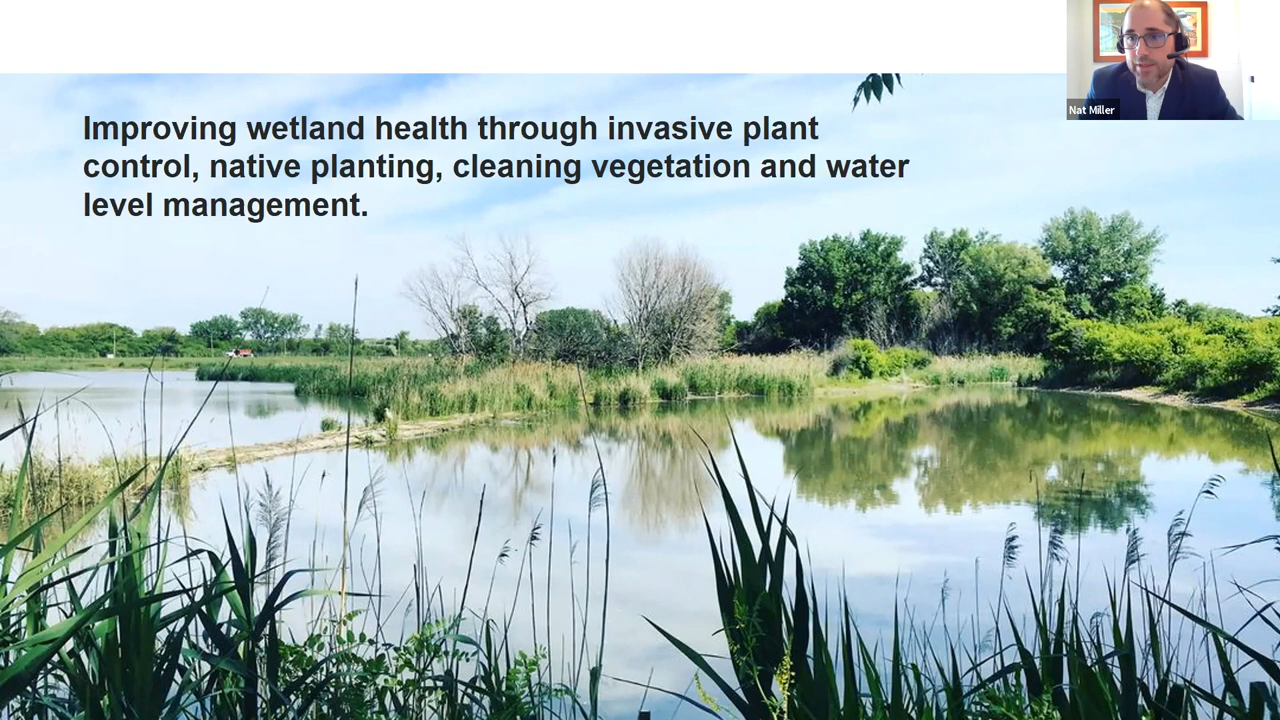 Improving wetland health through invasive plant
control, native planting, cleaning vegetation and water
level management.
Nat Miller